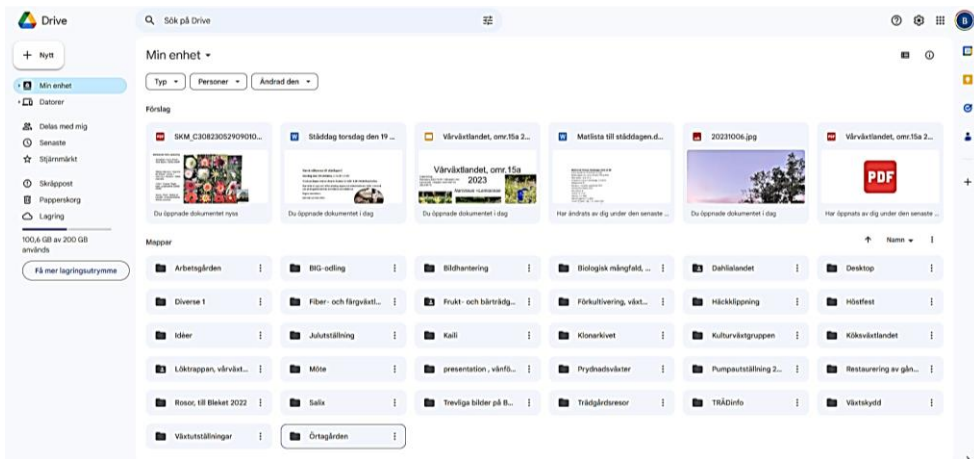 Drive
Sök på Drive
B
Nytt
Min enhet
Datorer
Delas med mig
Senaste
Stjärnmärkt
Skräppost
Papperskorg
Lagring
100,6 GB av 200 GB
används
Få mer lagringsutrymme
Min enhet
Typ Personer Ändrad den
Förslag
SKM_C30823052909010...
Städdag torsdag den 19 ...
Vårväxtlandet, omr.15a 2...
Matlista till städdagen.d...
20231006.jpg
Vårväxtlandet, omr.15a 2...
Vårväxtlandet, omr.15a
2023
PDF
Du öppnade dokumentet nyss
Du öppnade dokumentet i dag
Du öppnade dokumentet i dag
Har ändrats av dig under den senaste ...
Du öppnade dokumentet i dag
Har öppnats av dig under den senaste ...
Mappar
Namn
Arbetsgården
BIG-odling
Bildhantering
Biologisk mångfald, ...
Dahlialandet
Desktop
Diverse 1
Fiber- och färgväxtl...
Frukt- och bärträdg...
Förkultivering, växt...
Häckklippning
Höstfest
Idéer
Julutställning
Kaili
Klonarkivet
Kulturväxtgruppen
Köksväxtlandet
Löktrappan, vårväxt...
Möte
presentation , vänfö...
Prydnadsväxter
Pumpautställning 2...
Restaurering av gån...
Rosor, till Bleket 2022
Salix
Trevliga bilder på B...
Trädgårdsresor
TRÄDinfo
Växtskydd
Växtutställningar
Örtagården